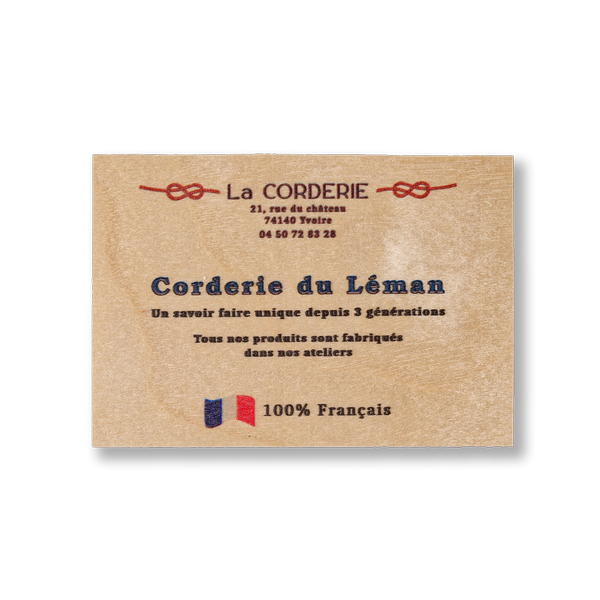 La CORDERIE
21, rue du château
74140 Yvoire
04 50 72 83 28
Corderie du Léman
Un savoir faire unique depuis 3 générations
Tous nos produits sont fabriqués
dans nos ateliers
100% Français